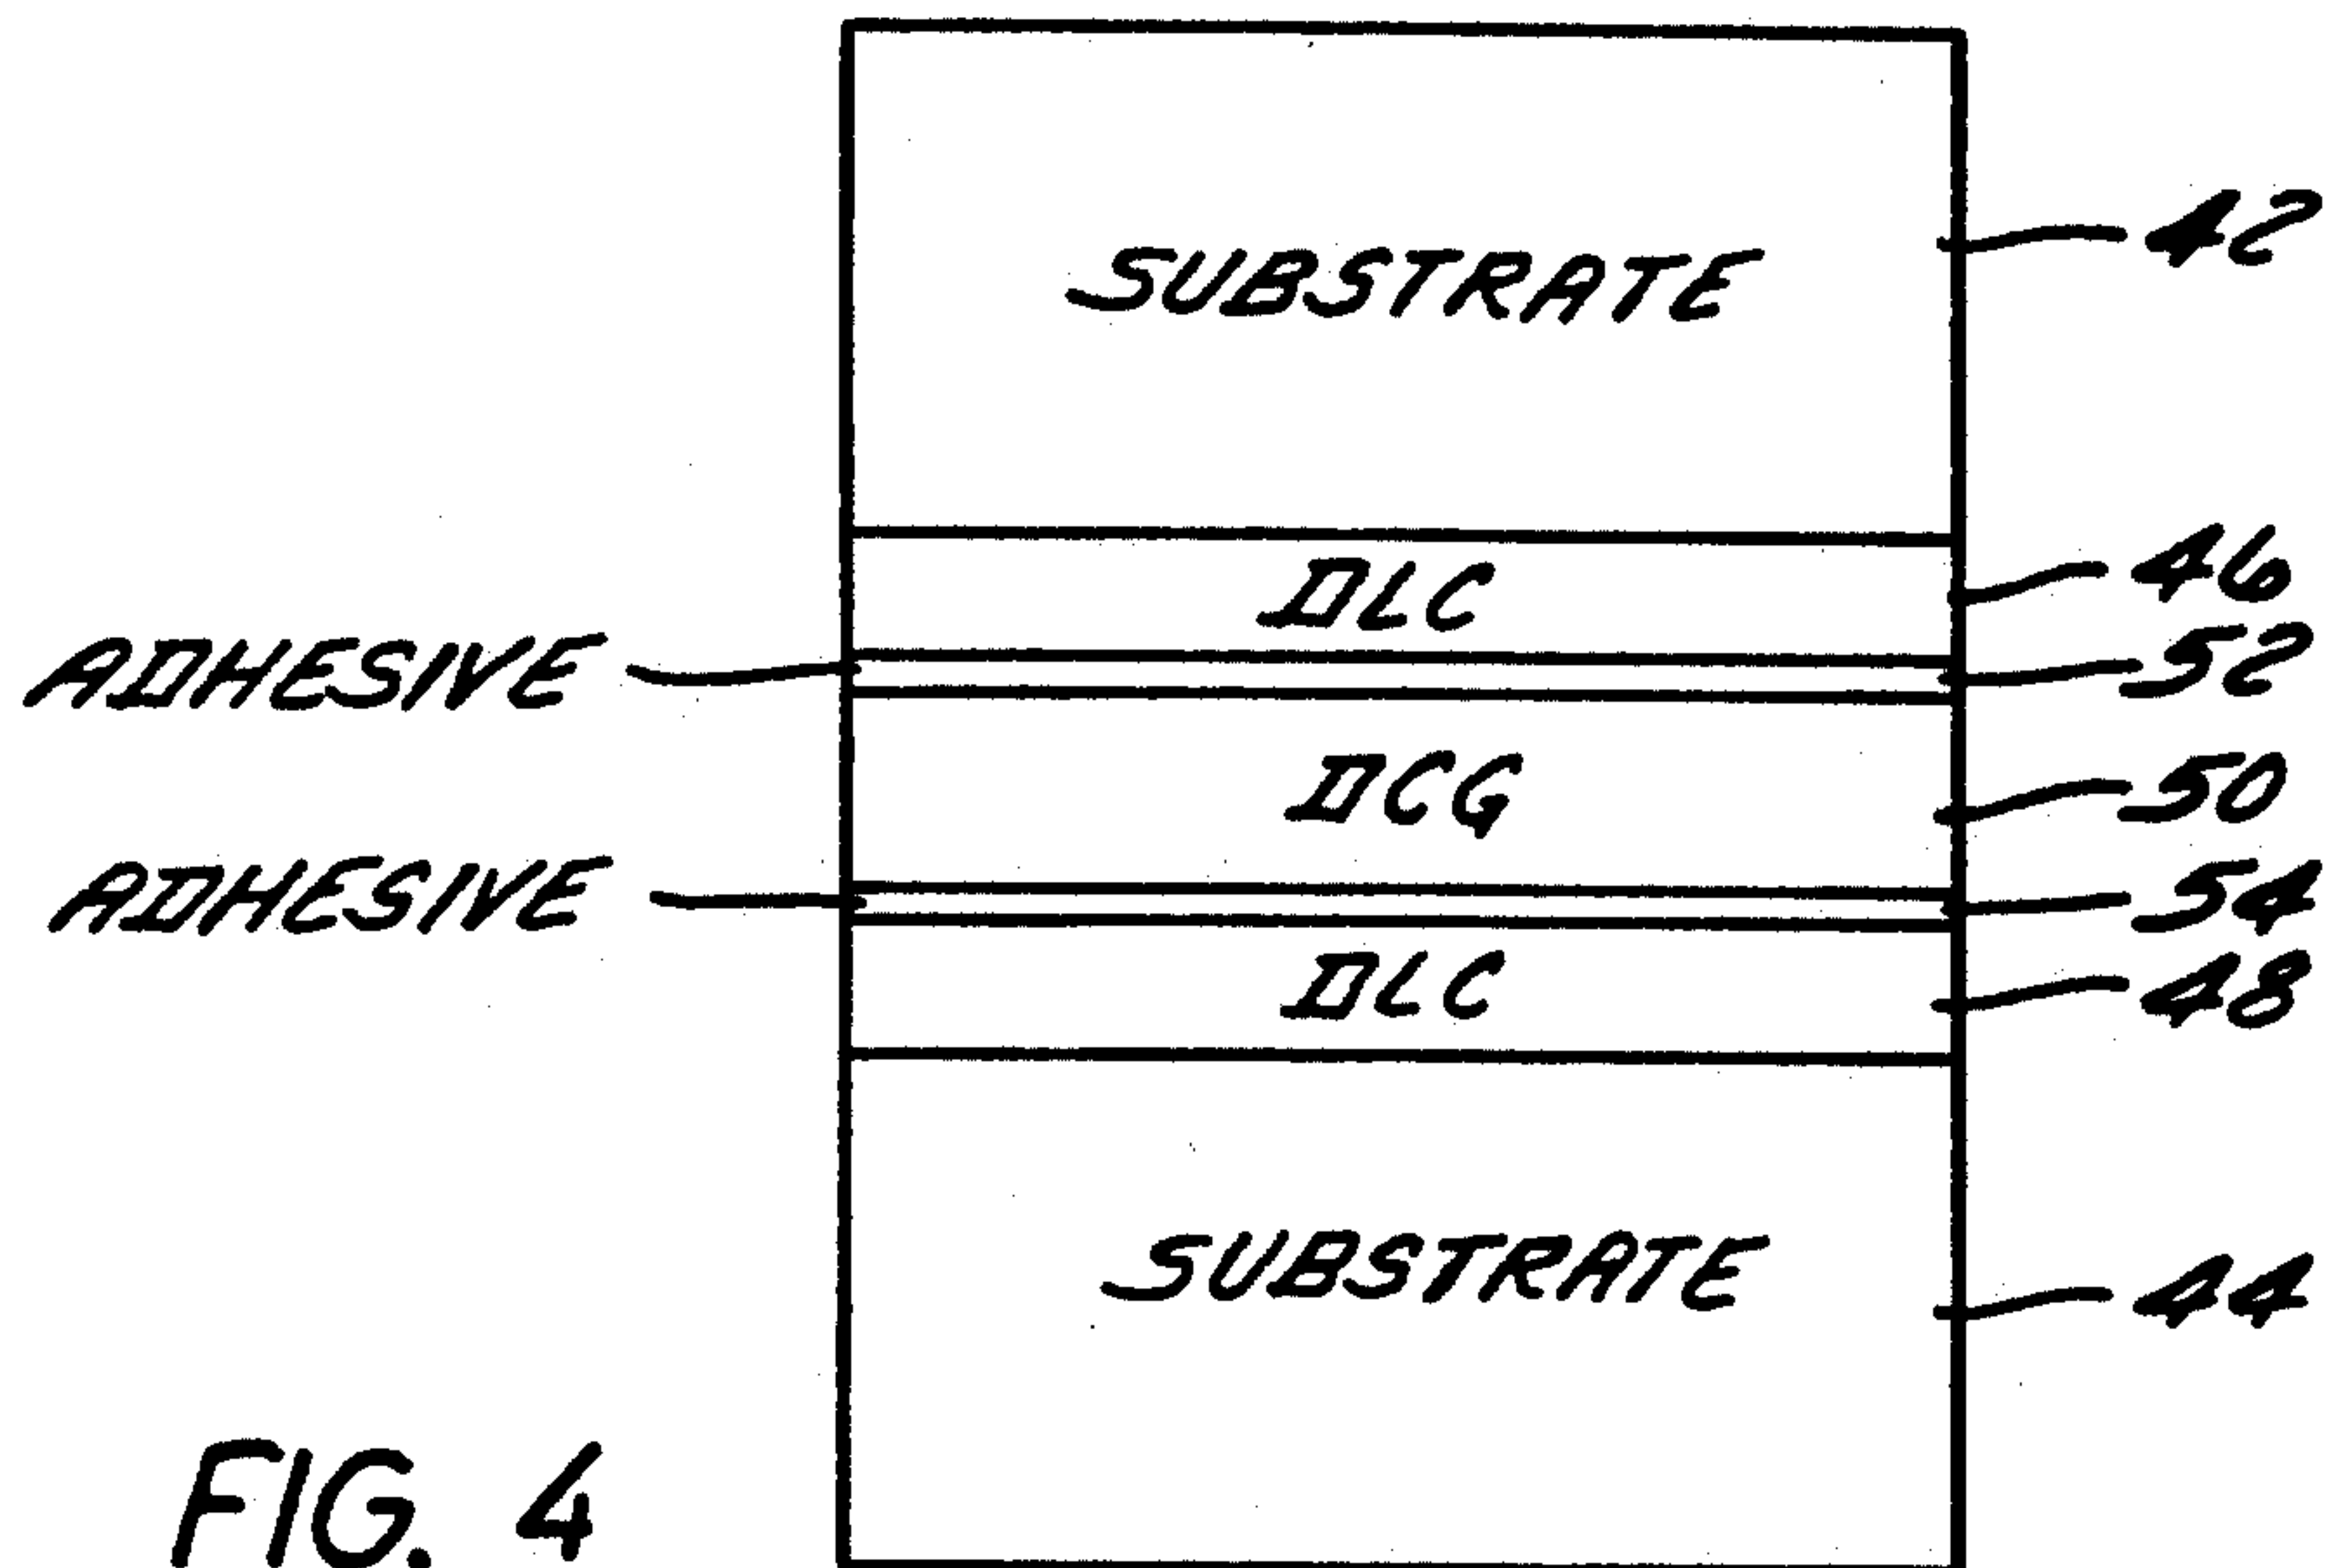 SUBSTRATE 42
DLC 46
ADHESIVE 52
DCG 50
ADHESIVE 54
DLC 48
SUBSTRATE 44
FIG. 4